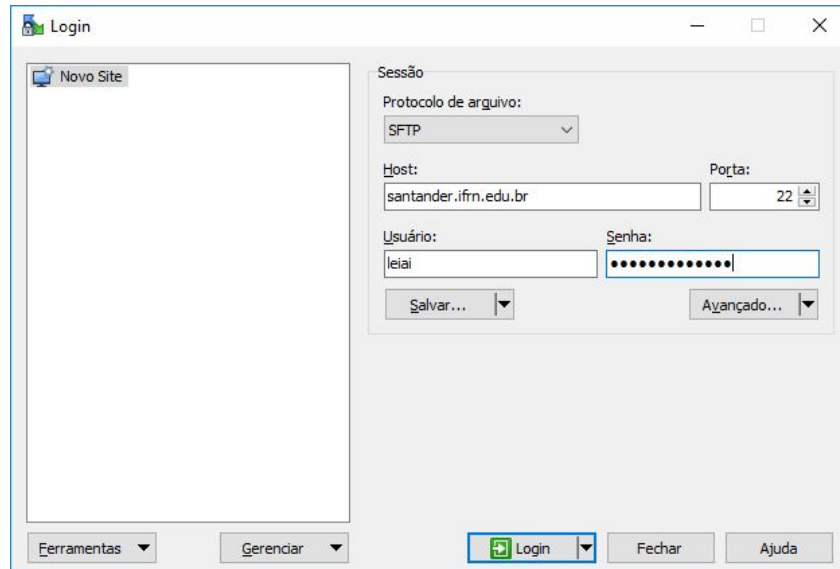 Login
Novo Site
Sessão
Protocolo de arquivo:
SFTP
Host: Porta:
santander.ifrn.edu.br 22
Usuário: Senha:
leiai •••••••••••••
Salvar... Avançado...
Ferramentas Gerenciar Login Fechar Ajuda